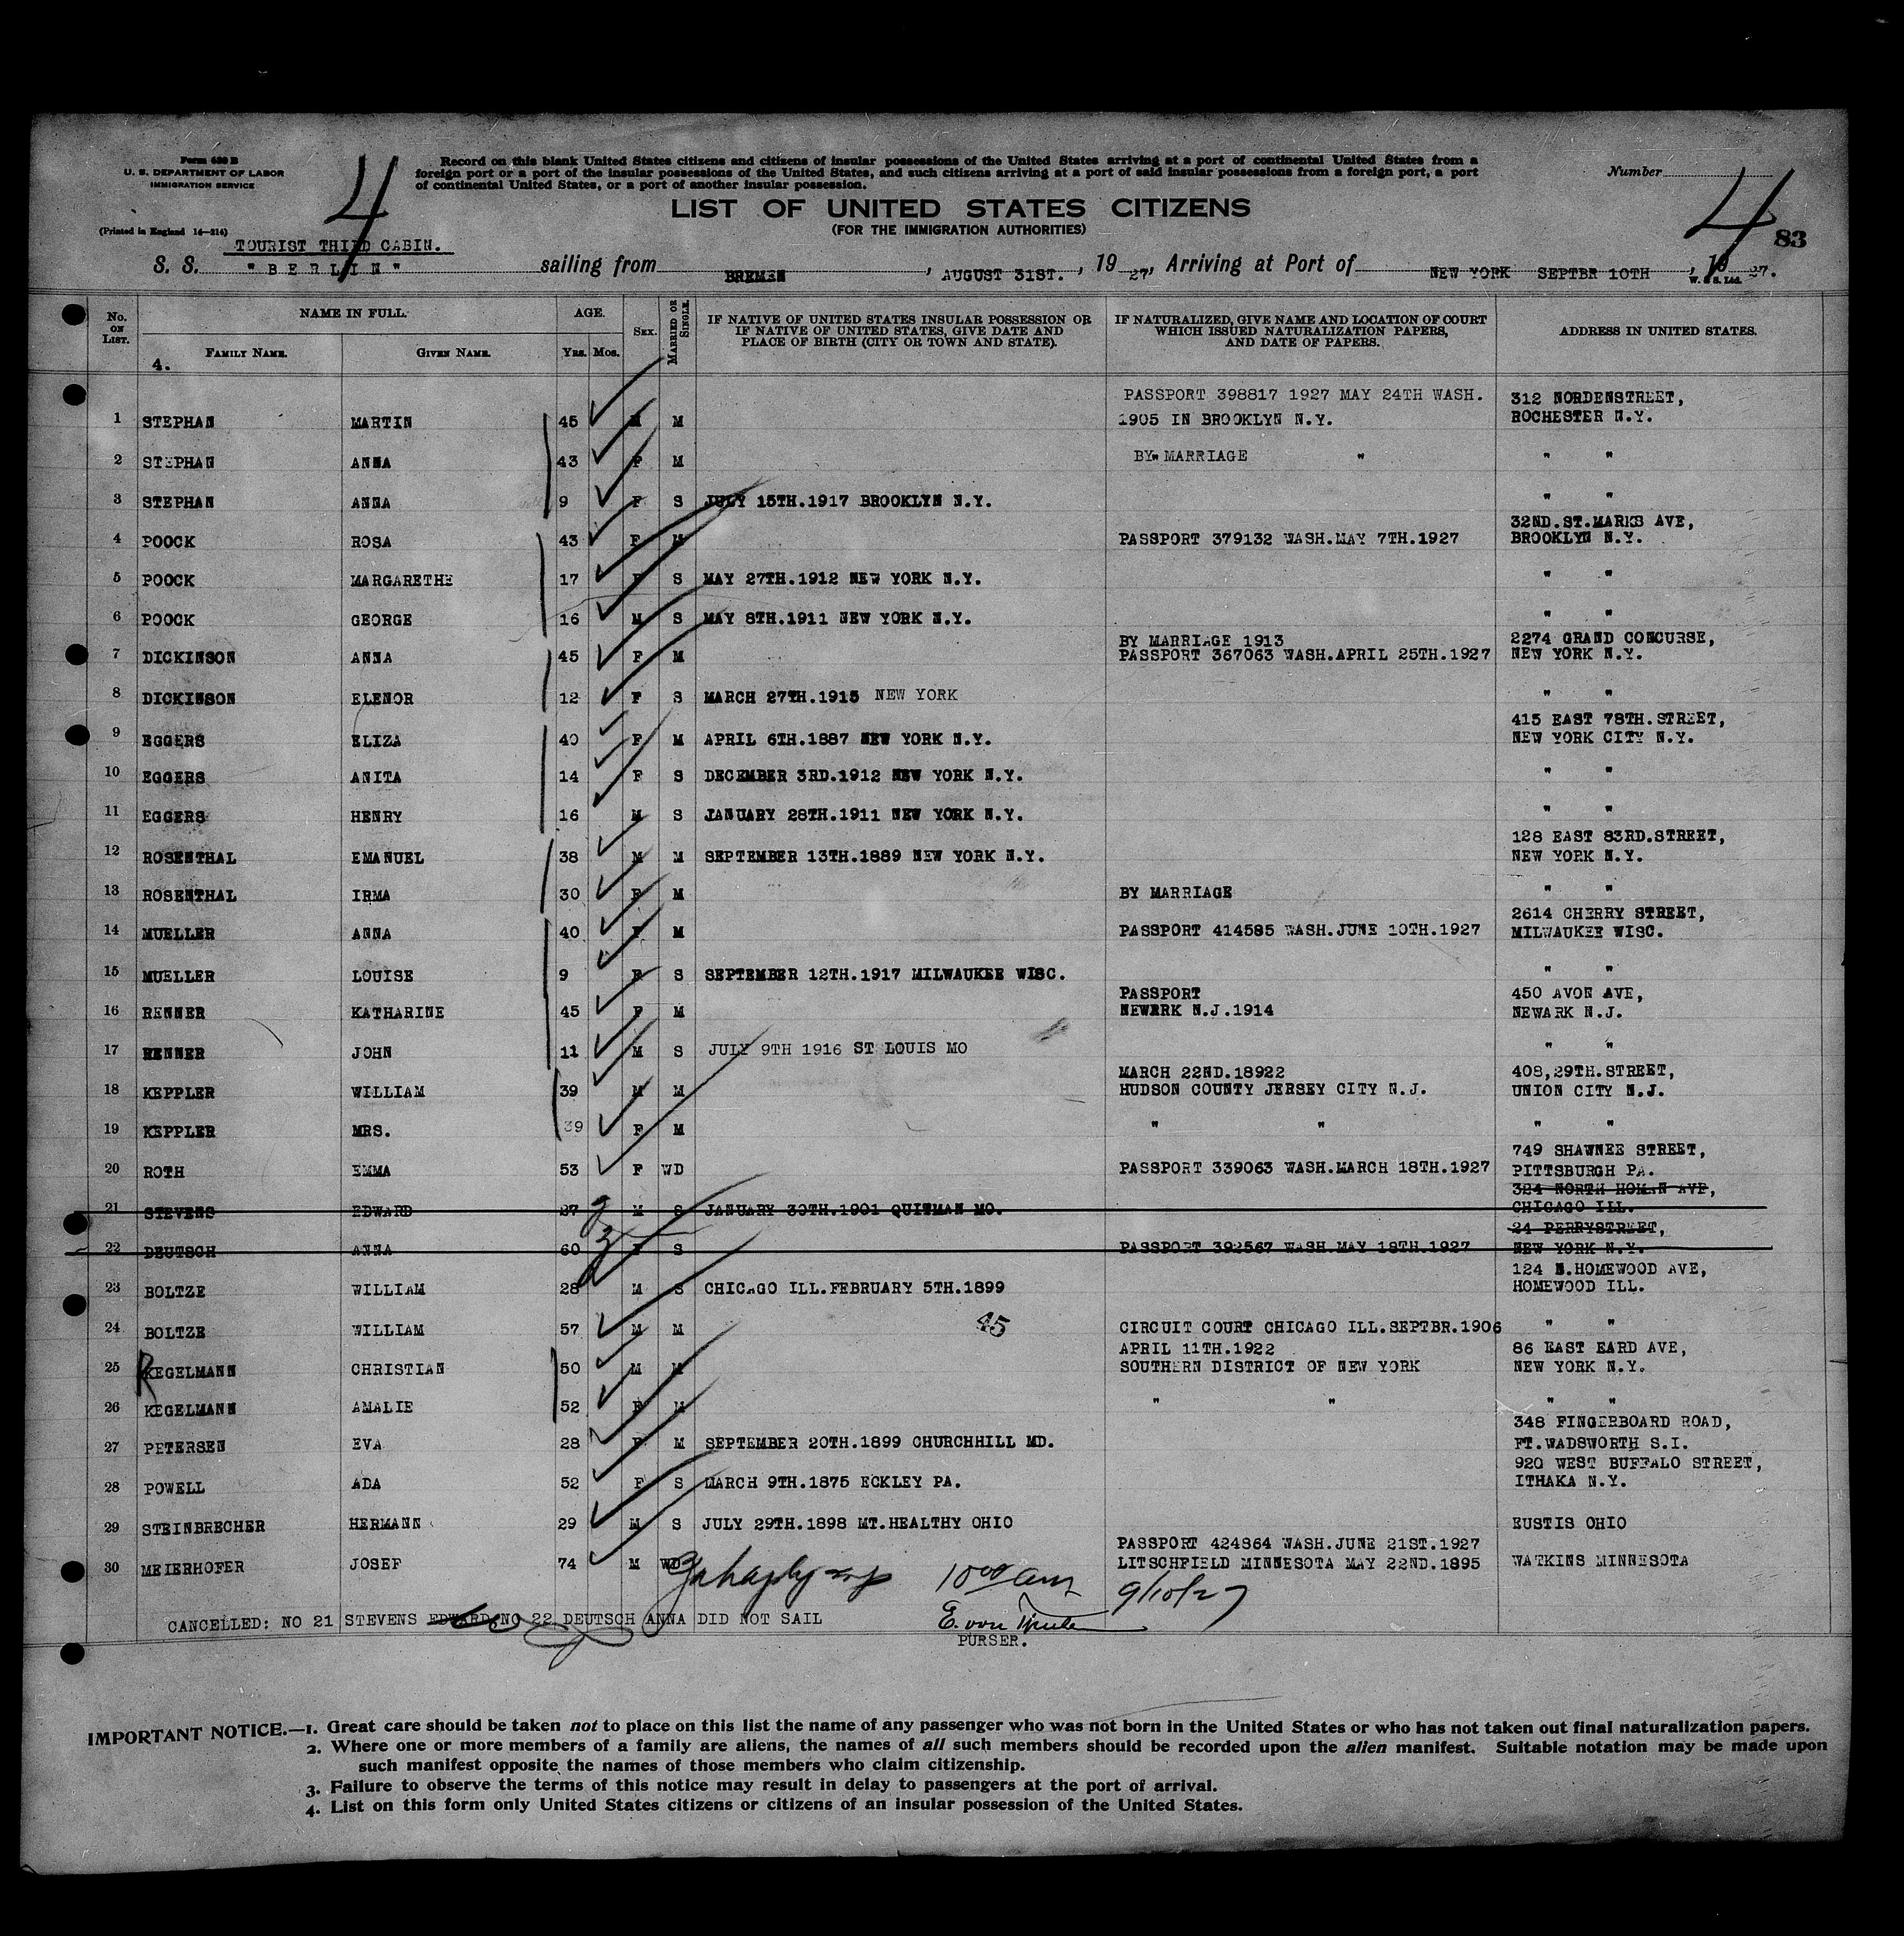 Form 630 B
U. S. DEPARTMENT OF LABOR
IMMIGRATION SERVICE
(Printed in England 14—214)
4
Record on this blank United States citizens and citizens of insular possessions of the United States arriving at a port of continental United States from a
foreign port or a port of the insular possessions of the United States, and such citizens arriving at a port of said insular possessions from a foreign port, a port
of continental United States, or a port of another insular possession.
Number
4
83
LIST OF UNITED STATES CITIZENS
(FOR THE IMMIGRATION AUTHORITIES)
TOURIST THIRD CABIN.
S. S. "BERLIN" sailing from BREMEN, AUGUST 31ST., 1927, Arriving at Port of NEW YORK SEPTBR 10TH, 1927.
W. & S. Ltd.
No. ON LIST. NAME IN FULL. AGE. SEX. MARRIED OR SINGLE. IF NATIVE OF UNITED STATES INSULAR POSSESSION OR IF NATIVE OF UNITED STATES, GIVE DATE AND PLACE OF BIRTH (CITY OR TOWN AND STATE). IF NATURALIZED, GIVE NAME AND LOCATION OF COURT WHICH ISSUED NATURALIZATION PAPERS, AND DATE OF PAPERS. ADDRESS IN UNITED STATES.
4. FAMILY NAME. GIVEN NAME. YRS. MOS.
PASSPORT 398817 1927 MAY 24TH WASH. 312 NORDENSTREET,
1 STEPHAN MARTIN 45 M M 1905 IN BROOKLYN N.Y. ROCHESTER N.Y.
2 STEPHAN ANNA 43 F M BY" MARRIAGE " " "
3 STEPHAN ANNA 9 F S JULY 15TH.1917 BROOKLYN N.Y. " "
32ND.ST.MARKS AVE,
4 POOCK ROSA 43 F M PASSPORT 379132 WASH.MAY 7TH.1927 BROOKLYN N.Y.
5 POOCK MARGARETHE 17 F S MAY 27TH.1912 NEW YORK N.Y. " "
6 POOCK GEORGE 16 M S MAY 8TH.1911 NEW YORK N.Y. " "
BY MARRIAGE 1913 2274 GRAND CONCURSE,
7 DICKINSON ANNA 45 F M PASSPORT 367063 WASH.APRIL 25TH.1927 NEW YORK N.Y.
8 DICKINSON ELENOR 12 F S MARCH 27TH.1915 NEW YORK " "
415 EAST 78TH.STREET,
9 EGGERS ELIZA 40 F M APRIL 6TH.1887 NEW YORK N.Y. NEW YORK CITY N.Y.
10 EGGERS ANITA 14 F S DECEMBER 3RD.1912 NEW YORK N.Y. " "
11 EGGERS HENRY 16 M S JANUARY 28TH.1911 NEW YORK N.Y. " "
128 EAST 83RD.STREET,
12 ROSENTHAL EMANUEL 38 M M SEPTEMBER 13TH.1889 NEW YORK N.Y. NEW YORK N.Y.
13 ROSENTHAL IRMA 30 F M BY MARRIAGE " "
2614 CHERRY STREET,
14 MUELLER ANNA 40 F M PASSPORT 414585 WASH.JUNE 10TH.1927 MILWAUKEE WISC.
15 MUELLER LOUISE 9 F S SEPTEMBER 12TH.1917 MILWAUKEE WISC. " "
PASSPORT 450 AVON AVE,
16 RENNER KATHARINE 45 F M NEWARK N.J.1914 NEWARK N.J.
17 RENNER JOHN 11 M S JULY 9TH 1916 ST LOUIS MO " "
MARCH 22ND.18922 408,29TH.STREET,
18 KEPPLER WILLIAM 39 M M HUDSON COUNTY JERSEY CITY N.J. UNION CITY N.J.
19 KEPPLER MRS. 39 F M " " " "
749 SHAWNEE STREET,
20 ROTH EMMA 53 F WD PASSPORT 339063 WASH.MARCH 18TH.1927 PITTSBURGH PA.
324 NORTH HOMAN AVE,
21 STEVENS EDWARD 27 M S JANUARY 30TH.1901 QUITMAN MO. CHICAGO ILL.
24 PERRYSTREET,
22 DEUTSCH ANNA 60 F S PASSPORT 392567 WASH.MAY 18TH.1927 NEW YORK N.Y.
124 N.HOMEWOOD AVE,
23 BOLTZE WILLIAM 28 M S CHICAGO ILL.FEBRUARY 5TH.1899 HOMEWOOD ILL.
45
24 BOLTZE WILLIAM 57 M M CIRCUIT COURT CHICAGO ILL.SEPTBR.1906 " "
APRIL 11TH.1922 86 EAST EARD AVE,
25 KEGELMANN CHRISTIAN 50 M M SOUTHERN DISTRICT OF NEW YORK NEW YORK N.Y.
26 KEGELMANN AMALIE 52 F M " " " "
348 FINGERBOARD ROAD,
27 PETERSEN EVA 28 F M SEPTEMBER 20TH.1899 CHURCHHILL MD. FT.WADSWORTH S.I.
920 WEST BUFFALO STREET,
28 POWELL ADA 52 F S MARCH 9TH.1875 ECKLEY PA. ITHAKA N.Y.
29 STEINBRECHER HERMANN 29 M S JULY 29TH.1898 MT.HEALTHY OHIO EUSTIS OHIO
PASSPORT 424864 WASH.JUNE 21ST.1927
30 MEIERHOFER JOSEF 74 M WD LITSCHFIELD MINNESOTA MAY 22ND.1895 WATKINS MINNESOTA
10 00 am 9/10/27
CANCELLED: NO 21 STEVENS EDWARD NO 22 DEUTSCH ANNA DID NOT SAIL
E. von
PURSER.
IMPORTANT NOTICE.—1. Great care should be taken not to place on this list the name of any passenger who was not born in the United States or who has not taken out final naturalization papers.
2. Where one or more members of a family are aliens, the names of all such members should be recorded upon the alien manifest. Suitable notation may be made upon
such manifest opposite the names of those members who claim citizenship.
3. Failure to observe the terms of this notice may result in delay to passengers at the port of arrival.
4. List on this form only United States citizens or citizens of an insular possession of the United States.